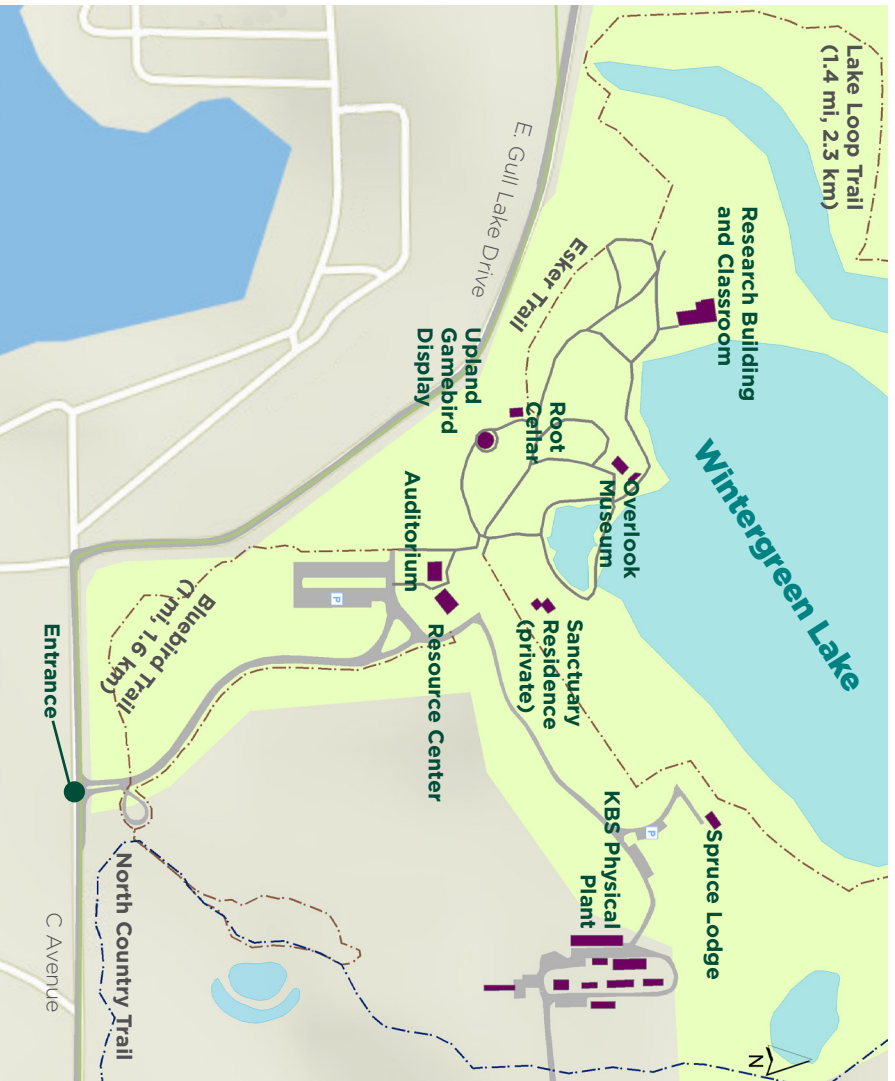 Lake Loop Trail
(1.4 mi, 2.3 km)
Research Building
and Classroom
E. Gull Lake Drive
Esker Trail
Upland
Gamebird
Display
Root
Cellar
Wintergreen Lake
Overlook
Museum
Auditorium
Bluebird Trail
(1 mi, 1.6 km)
P
Sanctuary
Residence
(private)
Resource Center
Entrance
KBS Physical
Plant
P
Spruce Lodge
North Country Trail
C Avenue
N